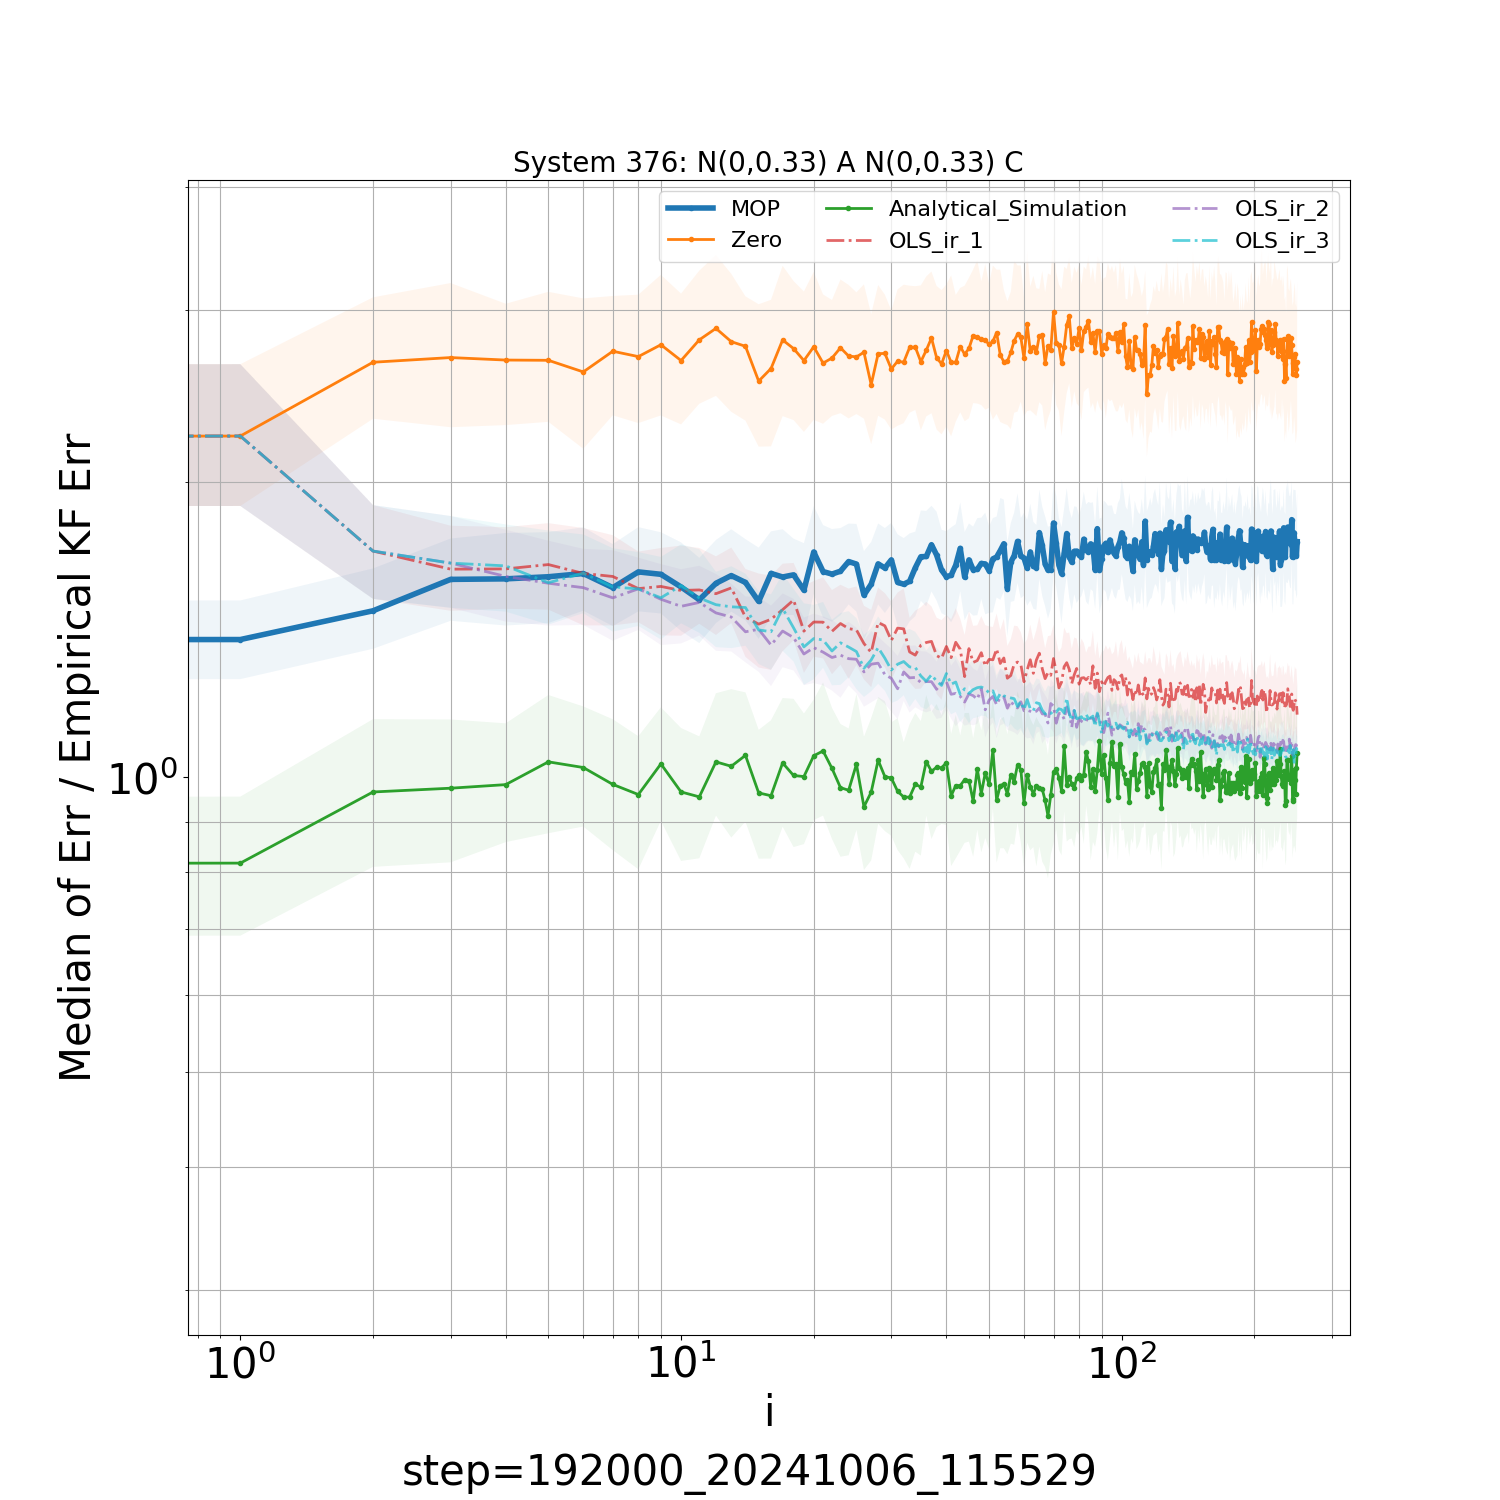 System 376: N(0,0.33) A N(0,0.33) C
MOP
Zero
Analytical_Simulation
OLS_ir_1
OLS_ir_2
OLS_ir_3
Median of Err / Empirical KF Err
10⁰
10⁰
10¹
10²
i
step=192000_20241006_115529